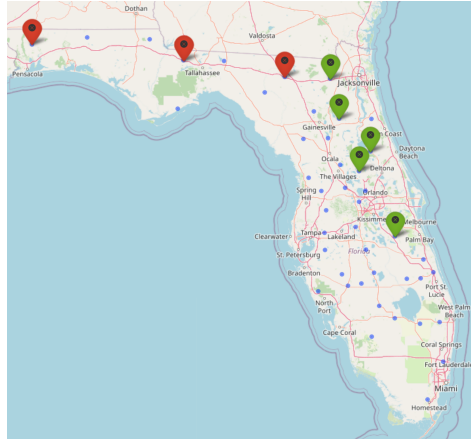 Dothan
Valdosta
Pensacola
Tallahassee
Jacksonville
Gainesville
Coast
Daytona
Beach
Ocala
Deltona
The Villages
Spring
Hill
Orlando
Kissimme
Melbourne
Clearwater
Tampa
Lakeland
Palm Bay
St. Petersburg
Florida
Bradenton
Port St.
Lucie
North
Port
West Palm
Beach
Cape Coral
Coral Springs
Fort Lauderdale
Miami
Homestead